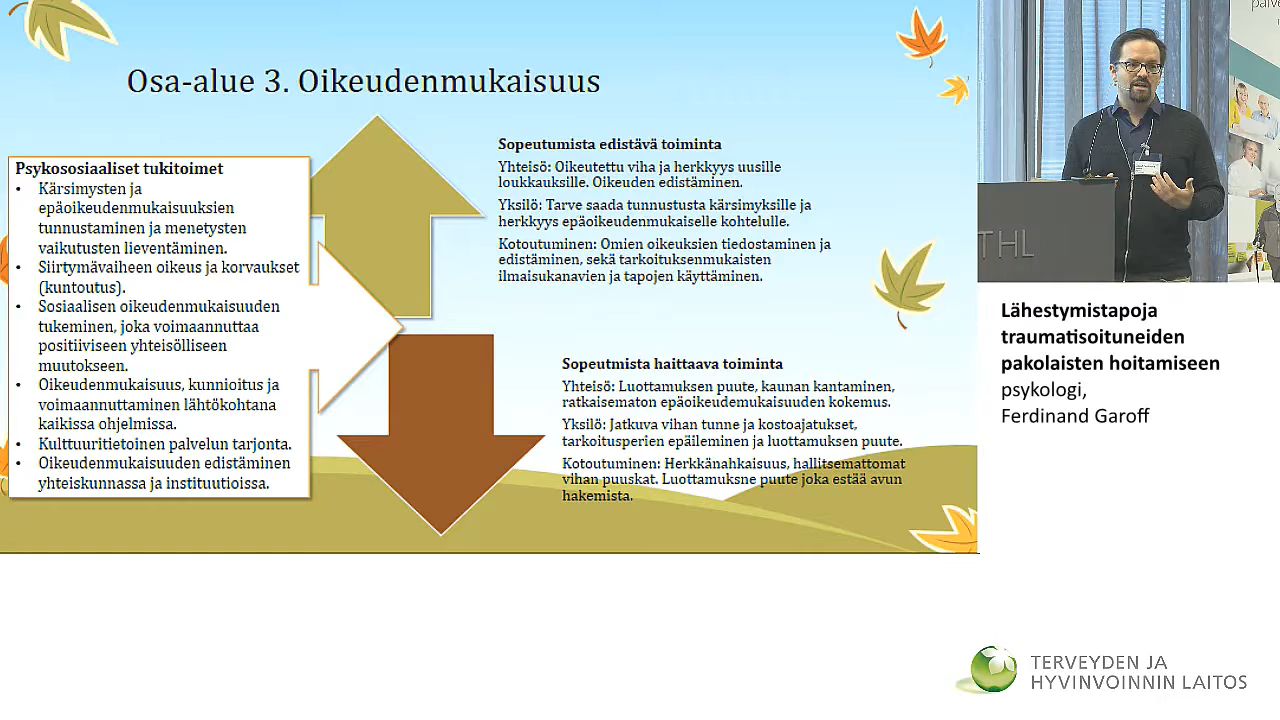 Osa-alue 3. Oikeudenmukaisuus
Psykososiaaliset tukitoimet
• Kärsimysten ja
epäoikeudenmukaisuuksien
tunnustaminen ja menetysten
vaikutusten lieventäminen.
• Siirtymävaiheen oikeus ja korvaukset
(kuntoutus).
• Sosiaalisen oikeudenmukaisuuden
tukeminen, joka voimaannuttaa
positiiviseen yhteisölliseen
muutokseen.
• Oikeudenmukaisuus, kunnioitus ja
voimaannuttaminen lähtökohtana
kaikissa ohjelmissa.
• Kulttuuritietoinen palvelun tarjonta.
• Oikeudenmukaisuuden edistäminen
yhteiskunnassa ja instituutioissa.
Sopeutumista edistävä toiminta
Yhteisö: Oikeutettu viha ja herkkyys uusille
loukkauksille. Oikeuden edistäminen.
Yksilö: Tarve saada tunnustusta kärsimyksille ja
herkkyys epäoikeudenmukaiselle kohtelulle.
Kotoutuminen: Omien oikeuksien tiedostaminen ja
edistäminen, sekä tarkoituksenmukaisten
ilmaisukanavien ja tapojen käyttäminen.
Sopeutmista haittaava toiminta
Yhteisö: Luottamuksen puute, kaunan kantaminen,
ratkaisematon epäoikeudemukaisuuden kokemus.
Yksilö: Jatkuva vihan tunne ja kostoajatukset,
tarkoitusperien epäileminen ja luottamuksen puute.
Kotoutuminen: Herkkänahkaisuus, hallitsemattomat
vihan puuskat. Luottamuksne puute joka estää avun
hakemista.
THL
Lähestymistapoja
traumatisoituneiden
pakolaisten hoitamiseen
psykologi,
Ferdinand Garoff
TERVEYDEN JA
HYVINVOINNIN LAITOS